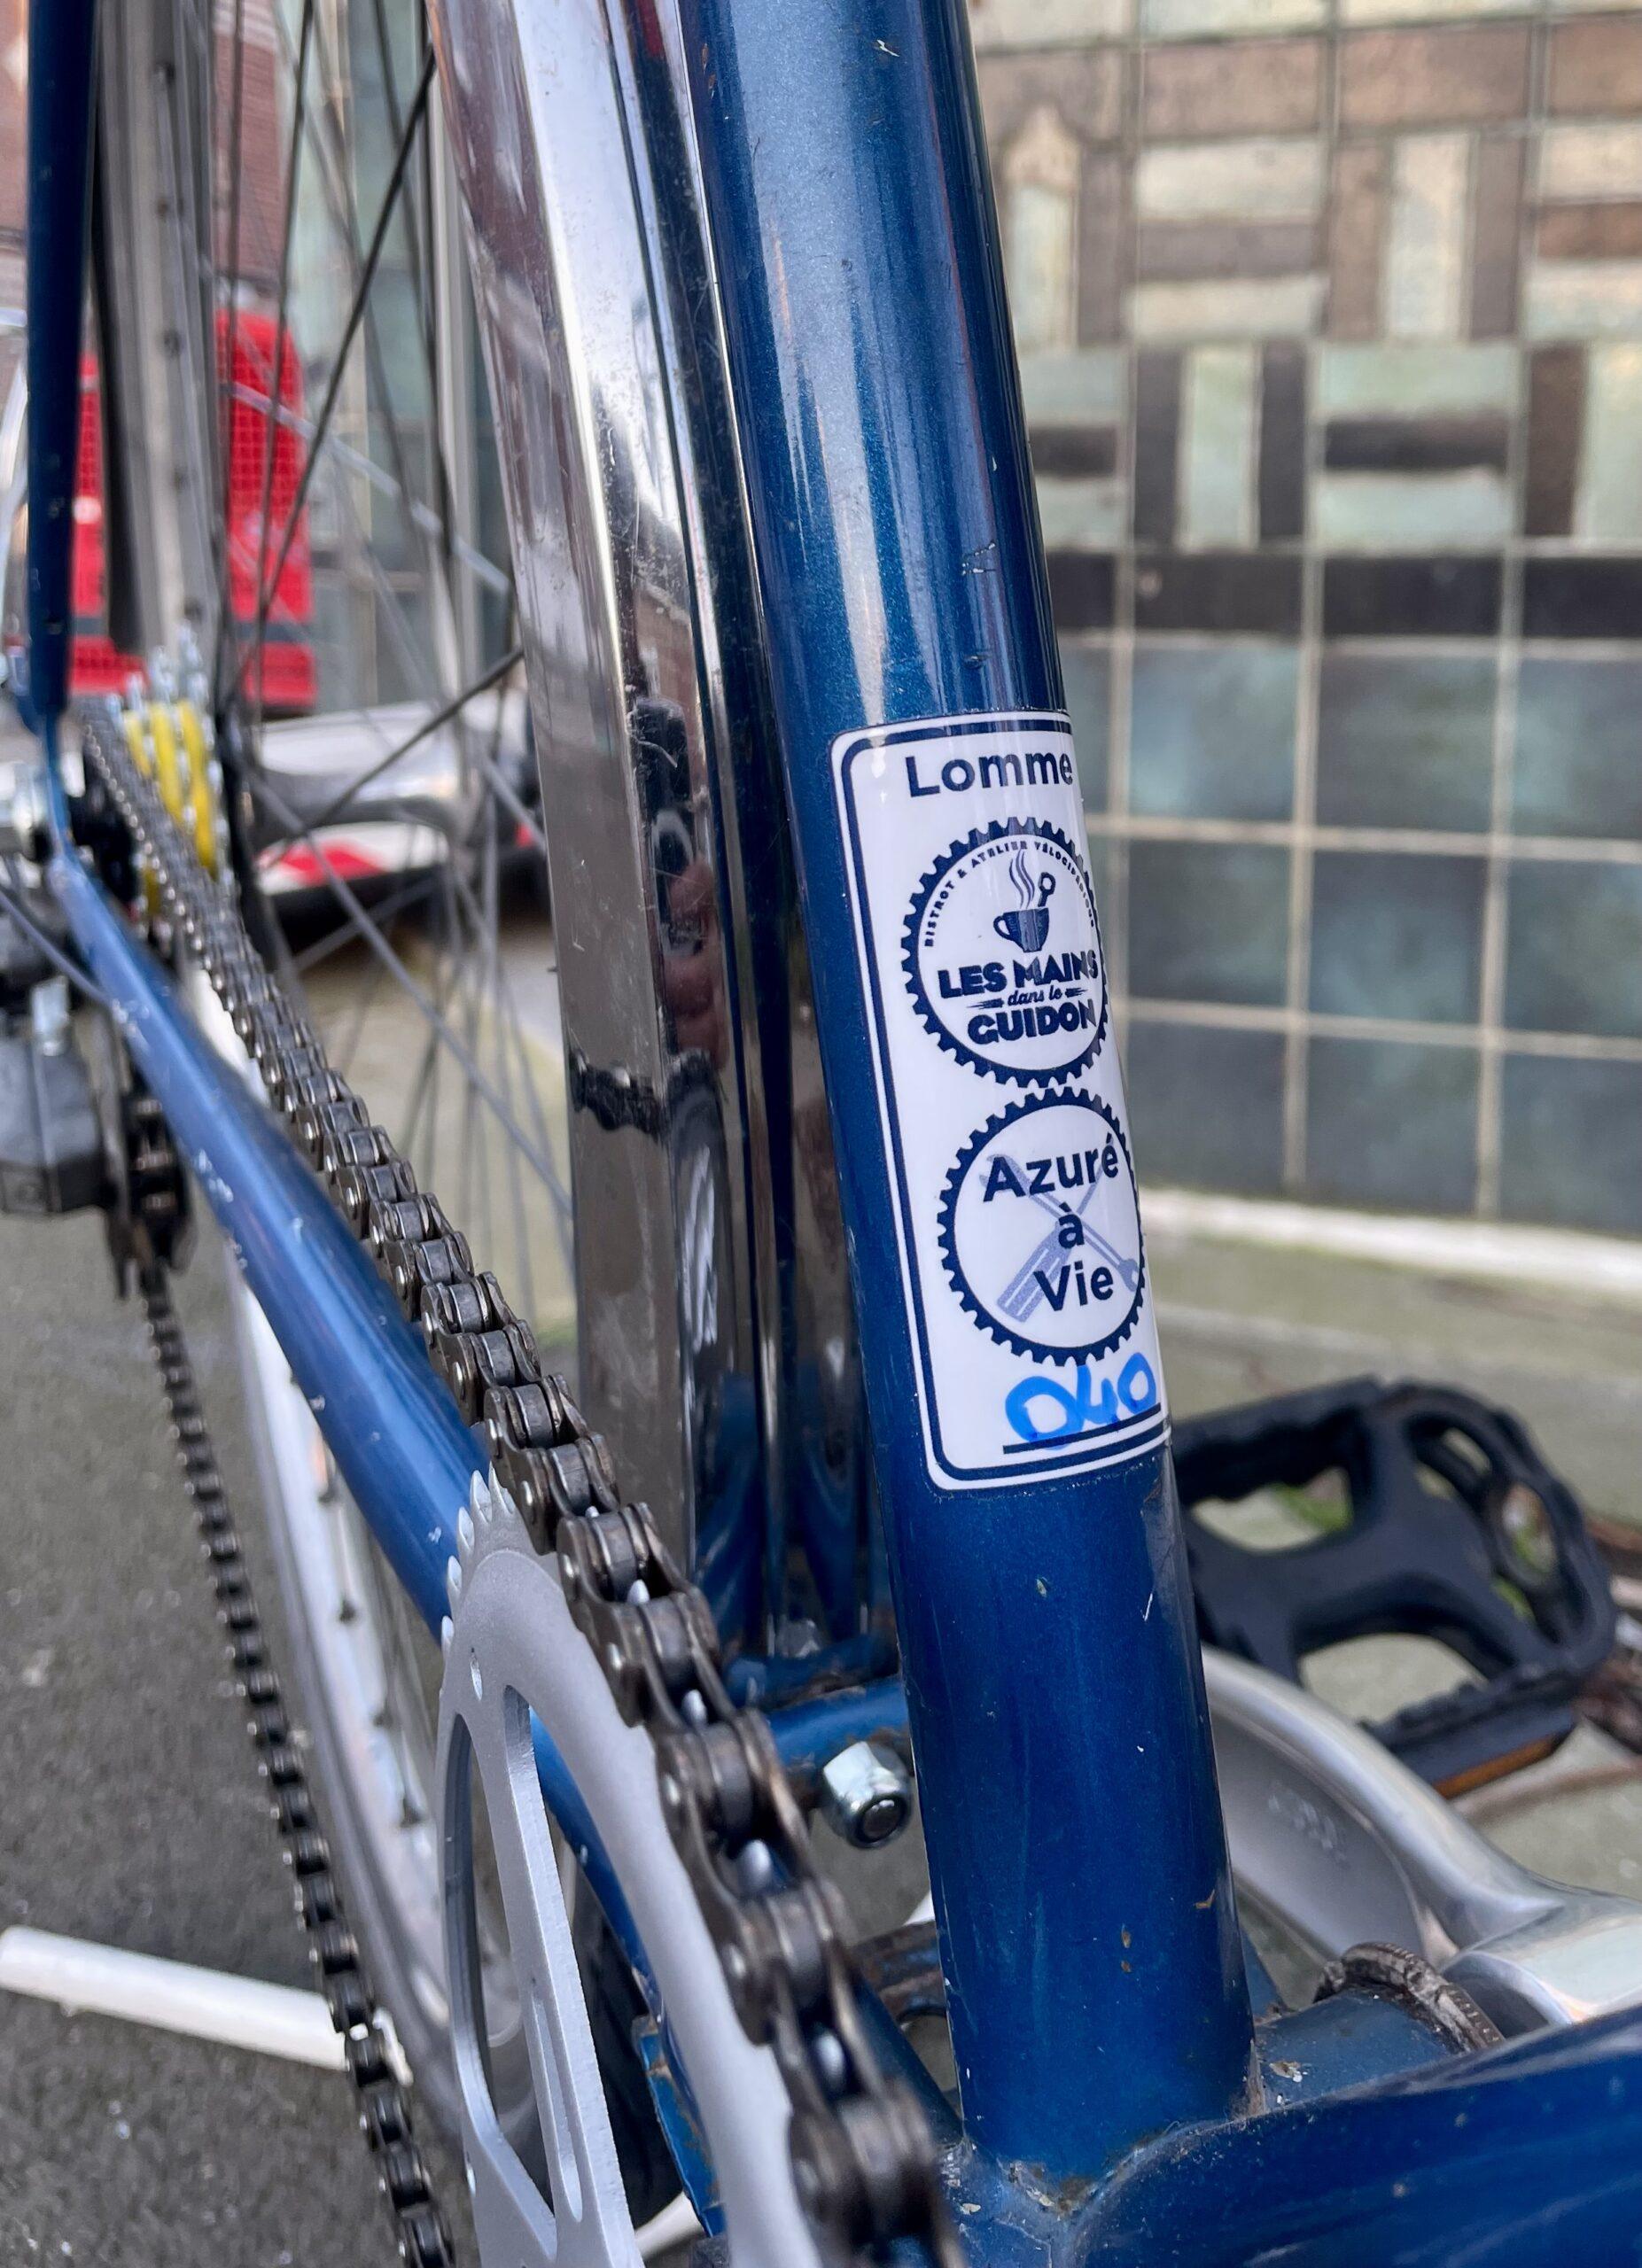 Lomme
BISTROT & ATELIER VÉLOCIPÉDIQUE
LES MAINS
dans le
GUIDON
Azuré
à
Vie
040